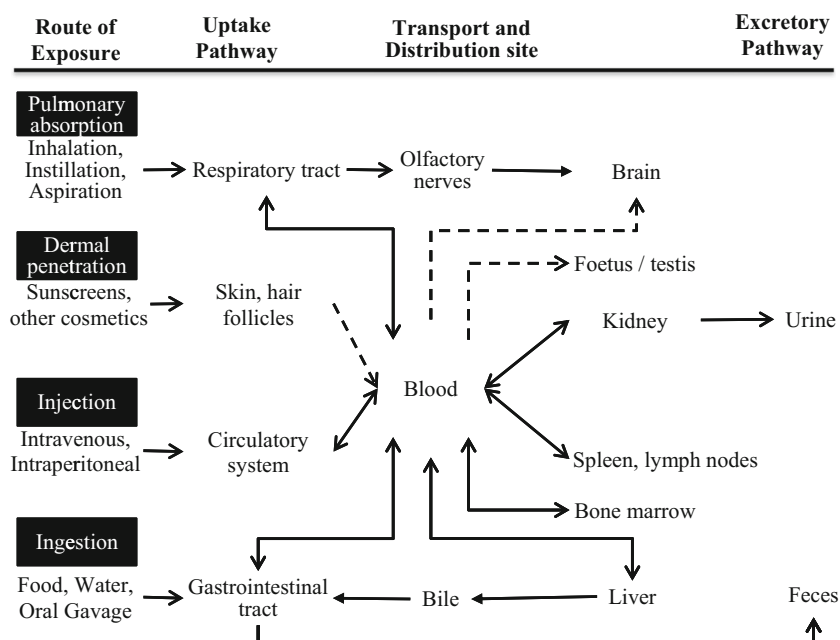 Route of
Exposure
Uptake
Pathway
Transport and
Distribution site
Excretory
Pathway
Pulmonary
absorption
Inhalation,
Instillation,
Aspiration
Respiratory tract
Olfactory
nerves
Brain
Dermal
penetration
Sunscreens,
other cosmetics
Skin, hair
follicles
Foetus / testis
Kidney
Urine
Blood
Injection
Intravenous,
Intraperitoneal
Circulatory
system
Spleen, lymph nodes
Bone marrow
Ingestion
Food, Water,
Oral Gavage
Gastrointestinal
tract
Bile
Liver
Feces